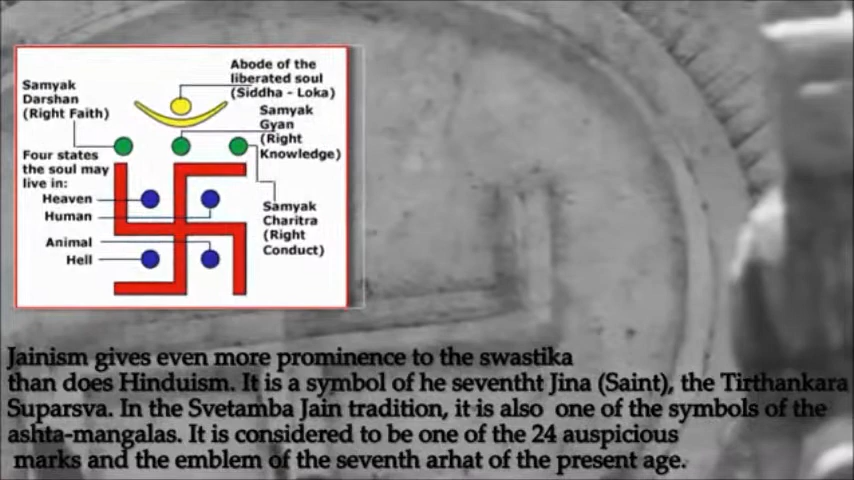 Abode of the
liberated soul
(Siddha - Loka)
Samyak
Darshan
(Right Faith)
Samyak
Gyan
(Right
Knowledge)
Four states
the soul may
live in:
Heaven
Human
Animal
Hell
Samyak
Charitra
(Right
Conduct)
Jainism gives even more prominence to the swastika
than does Hinduism. It is a symbol of he seventht Jina (Saint), the Tirthankara
Suparsva. In the Svetamba Jain tradition, it is also one of the symbols of the
ashta-mangalas. It is considered to be one of the 24 auspicious
marks and the emblem of the seventh arhat of the present age.